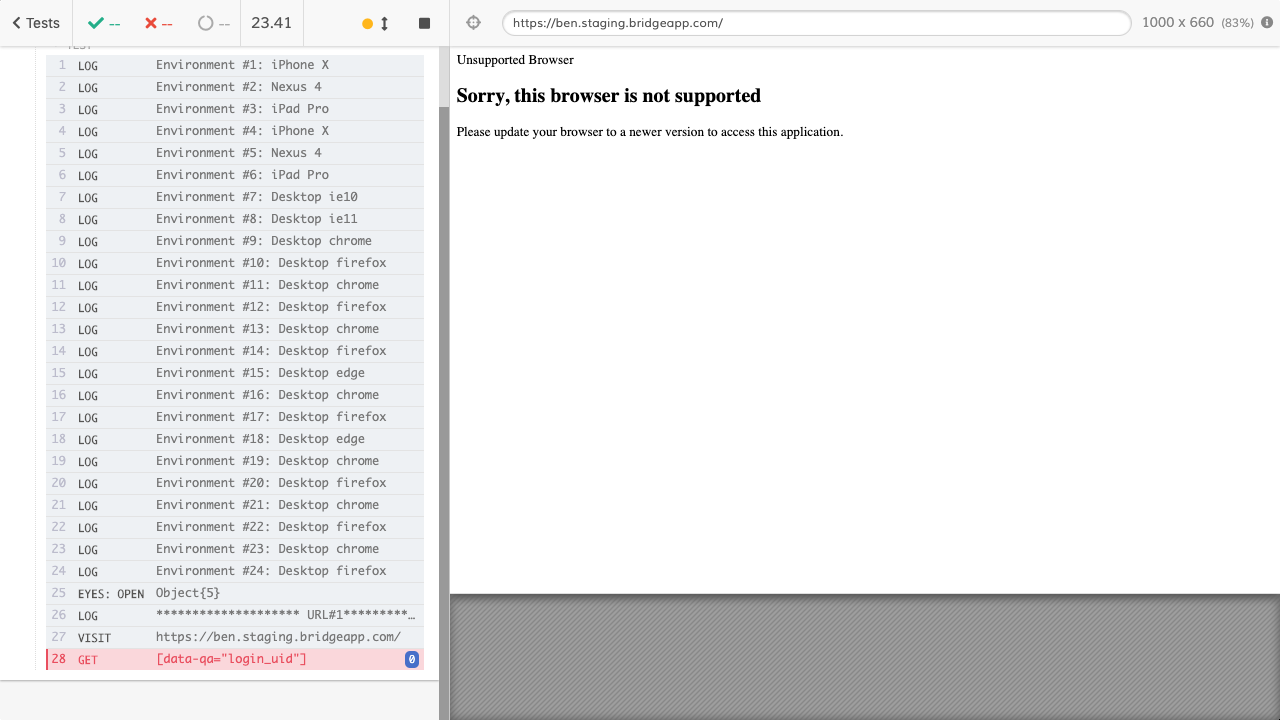 Tests
--
--
--
23.41
https://ben.staging.bridgeapp.com/
1000 x 660 (83%)
TEST
1 LOG Environment #1: iPhone X
2 LOG Environment #2: Nexus 4
3 LOG Environment #3: iPad Pro
4 LOG Environment #4: iPhone X
5 LOG Environment #5: Nexus 4
6 LOG Environment #6: iPad Pro
7 LOG Environment #7: Desktop ie10
8 LOG Environment #8: Desktop ie11
9 LOG Environment #9: Desktop chrome
10 LOG Environment #10: Desktop firefox
11 LOG Environment #11: Desktop chrome
12 LOG Environment #12: Desktop firefox
13 LOG Environment #13: Desktop chrome
14 LOG Environment #14: Desktop firefox
15 LOG Environment #15: Desktop edge
16 LOG Environment #16: Desktop chrome
17 LOG Environment #17: Desktop firefox
18 LOG Environment #18: Desktop edge
19 LOG Environment #19: Desktop chrome
20 LOG Environment #20: Desktop firefox
21 LOG Environment #21: Desktop chrome
22 LOG Environment #22: Desktop firefox
23 LOG Environment #23: Desktop chrome
24 LOG Environment #24: Desktop firefox
25 EYES: OPEN Object{5}
26 LOG ******************** URL#1*********…
27 VISIT https://ben.staging.bridgeapp.com/
28 GET [data-qa="login_uid"] 0
Unsupported Browser
Sorry, this browser is not supported
Please update your browser to a newer version to access this application.